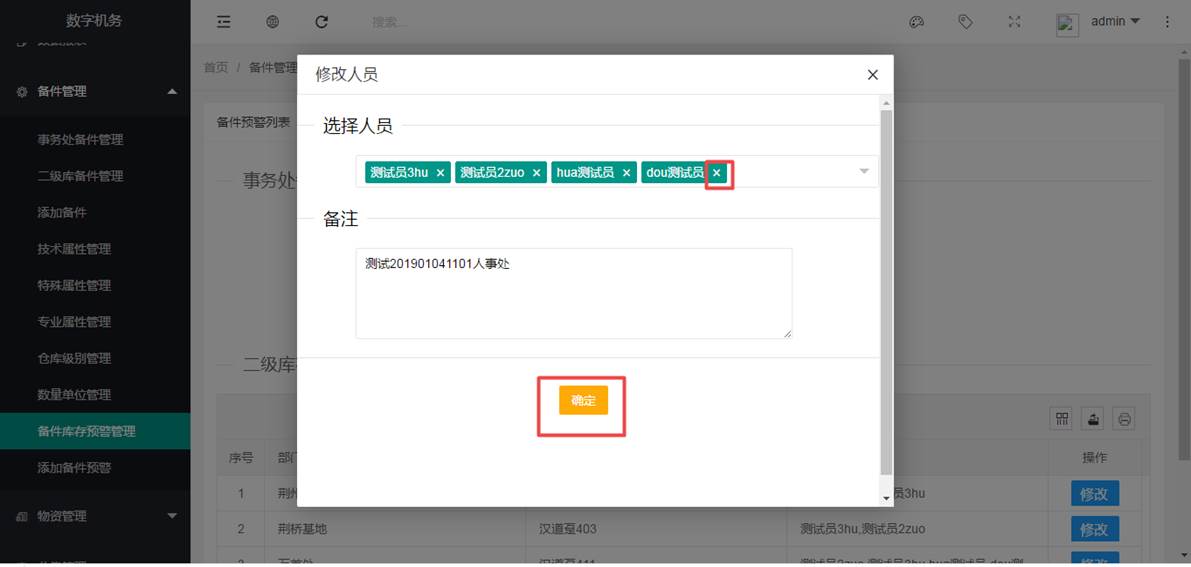 数字机务
搜索...
admin
备件管理
事务处备件管理
二级库备件管理
添加备件
技术属性管理
特殊属性管理
专业属性管理
仓库级别管理
数量单位管理
备件库存预警管理
添加备件预警
物资管理
首页 / 备件管理
备件预警列表
事务处
二级库
修改人员
选择人员
测试员3hu × 测试员2zuo × hua测试员 × dou测试员 ×
备注
测试201901041101人事处
确定
序号 部门 操作
1 荆州 员3hu 修改
2 荆桥基地 汉道趸403 测试员3hu,测试员2zuo 修改